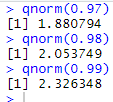 > qnorm(0.97)
[1] 1.880794
> qnorm(0.98)
[1] 2.053749
> qnorm(0.99)
[1] 2.326348
>